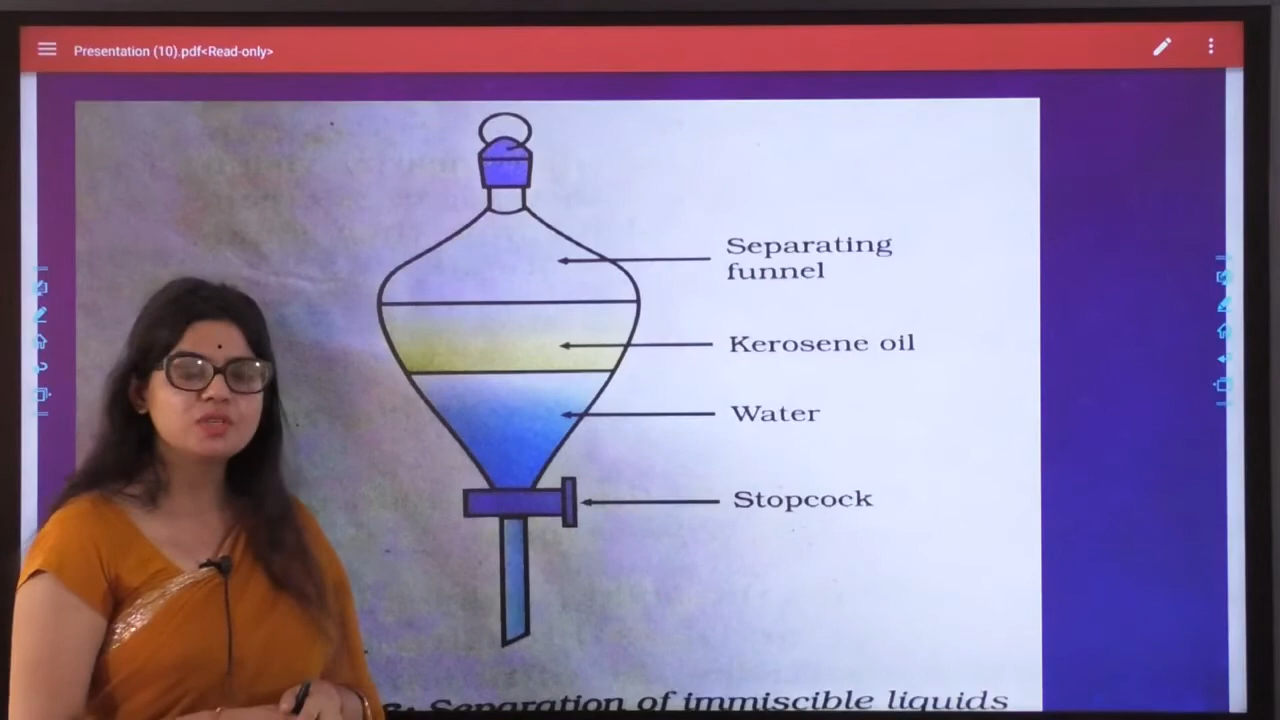 Presentation (10).pdf<Read-only>
Separating
funnel
Kerosene oil
Water
Stopcock
Separation of immiscible liquids